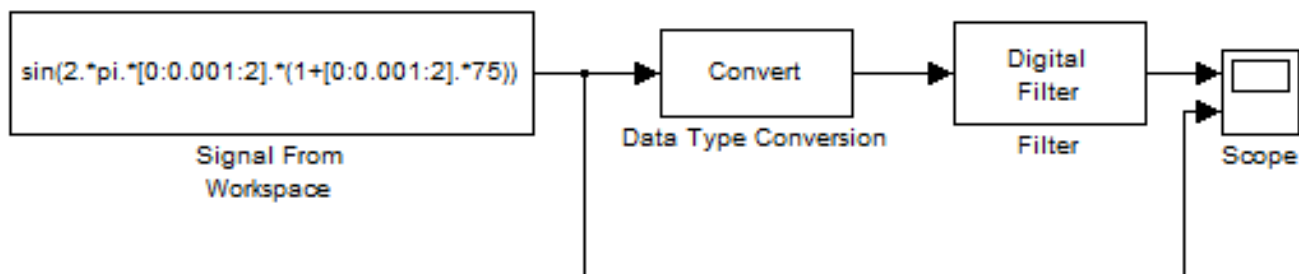 sin(2.*pi.*[0:0.001:2].*(1+[0:0.001:2].*75))
Signal From
Workspace
Convert
Data Type Conversion
Digital
Filter
Filter
Scope